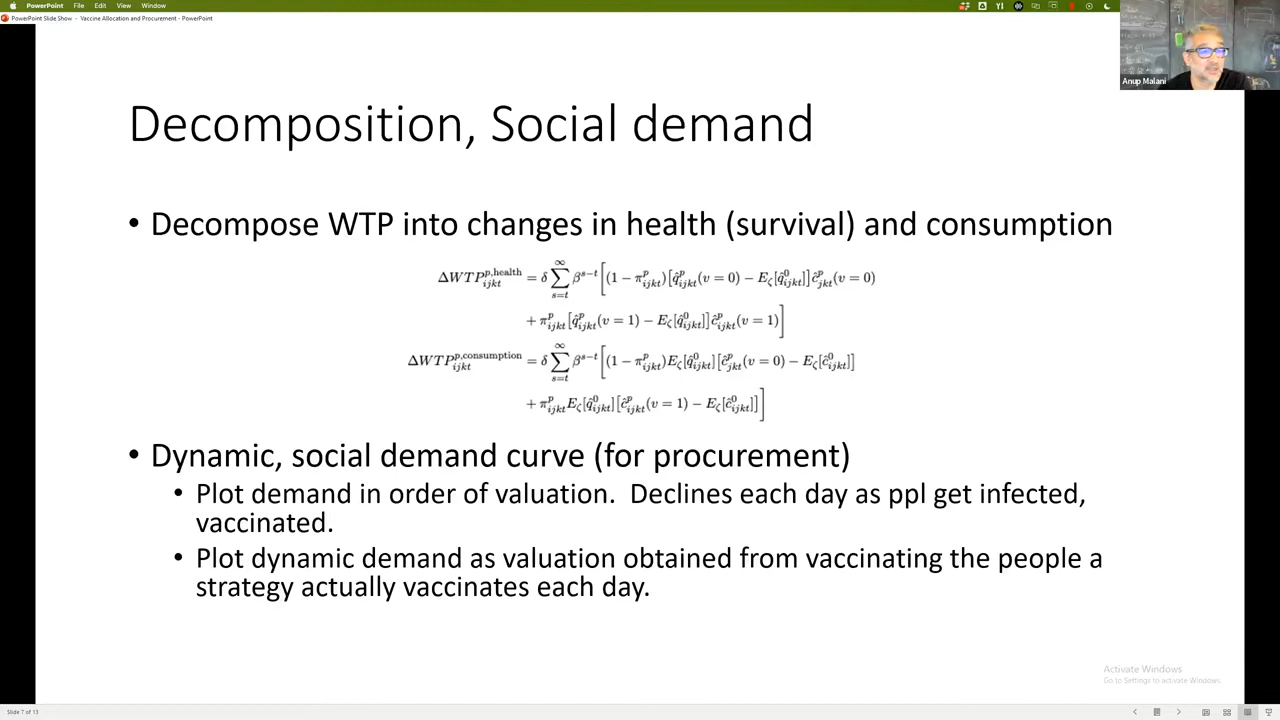 PowerPoint File Edit View Window
PowerPoint Slide Show - Vaccine Allocation and Procurement - PowerPoint
Anup Malani
Decomposition, Social demand
• Decompose WTP into changes in health (survival) and consumption
ΔWTP^{p,health}_{ijkt} = δ ∑^{∞}_{s=t} β^{s−t} [(1 − π^p_{ijkt})[q̂^p_{ijkt}(v = 0) − E_ζ[q̂^0_{ijkt}]]ĉ^p_{jkt}(v = 0)
+ π^p_{ijkt}[q̂^p_{ijkt}(v = 1) − E_ζ[q̂^0_{ijkt}]]ĉ^p_{ijkt}(v = 1)]
ΔWTP^{p,consumption}_{ijkt} = δ ∑^{∞}_{s=t} β^{s−t} [(1 − π^p_{ijkt})E_ζ[q̂^0_{ijkt}][ĉ^p_{jkt}(v = 0) − E_ζ[ĉ^0_{ijkt}]]
+ π^p_{ijkt}E_ζ[q̂^0_{ijkt}][ĉ^p_{ijkt}(v = 1) − E_ζ[ĉ^0_{ijkt}]]]
• Dynamic, social demand curve (for procurement)
• Plot demand in order of valuation. Declines each day as ppl get infected,
vaccinated.
• Plot dynamic demand as valuation obtained from vaccinating the people a
strategy actually vaccinates each day.
Activate Windows
Go to Settings to activate Windows.
Slide 7 of 13